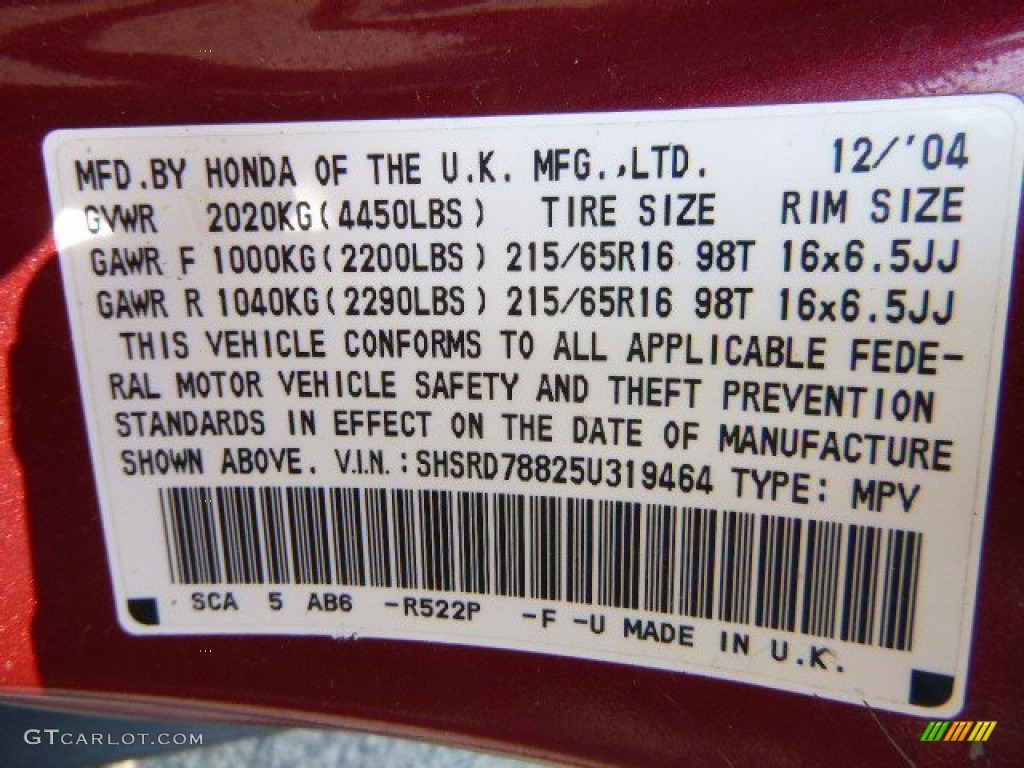 MFD.BY HONDA OF THE U.K. MFG.,LTD. 12/'04
GVWR 2020KG(4450LBS) TIRE SIZE RIM SIZE
GAWR F 1000KG(2200LBS) 215/65R16 98T 16x6.5JJ
GAWR R 1040KG(2290LBS) 215/65R16 98T 16x6.5JJ
THIS VEHICLE CONFORMS TO ALL APPLICABLE FEDE-
RAL MOTOR VEHICLE SAFETY AND THEFT PREVENTION
STANDARDS IN EFFECT ON THE DATE OF MANUFACTURE
SHOWN ABOVE. V.I.N.:SHSRD78825U319464 TYPE: MPV
SCA 5 AB6 -R522P -F -U MADE IN U.K.
GTCARLOT.COM